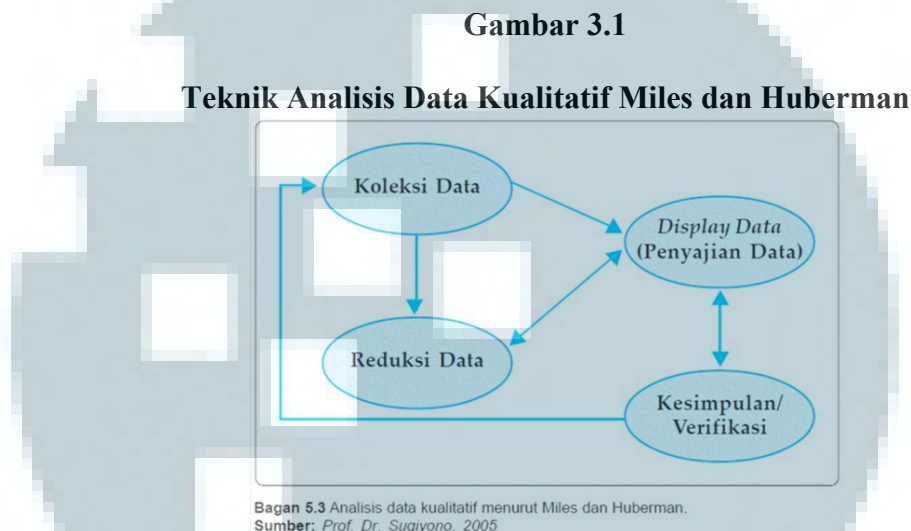 Gambar 3.1
Teknik Analisis Data Kualitatif Miles dan Huberman
Koleksi Data
Display Data
(Penyajian Data)
Reduksi Data
Kesimpulan/
Verifikasi
Bagan 5.3 Analisis data kualitatif menurut Miles dan Huberman.
Sumber: Prof. Dr. Sugiyono, 2005